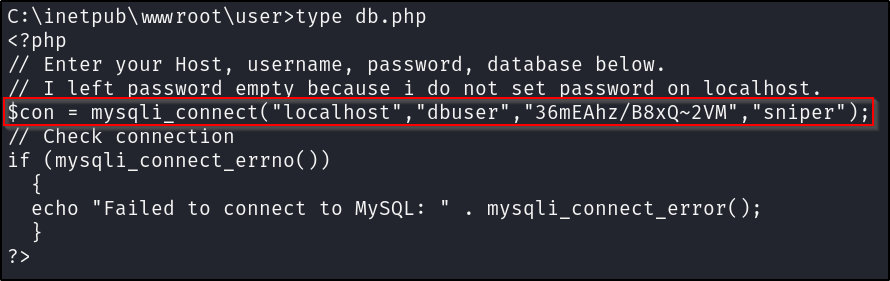 C:\inetpub\wwwroot\user>type db.php
<?php
// Enter your Host, username, password, database below.
// I left password empty because i do not set password on localhost.
$con = mysqli_connect("localhost","dbuser","36mEAhz/B8xQ~2VM","sniper");
// Check connection
if (mysqli_connect_errno())
  {
  echo "Failed to connect to MySQL: " . mysqli_connect_error();
  }
?>